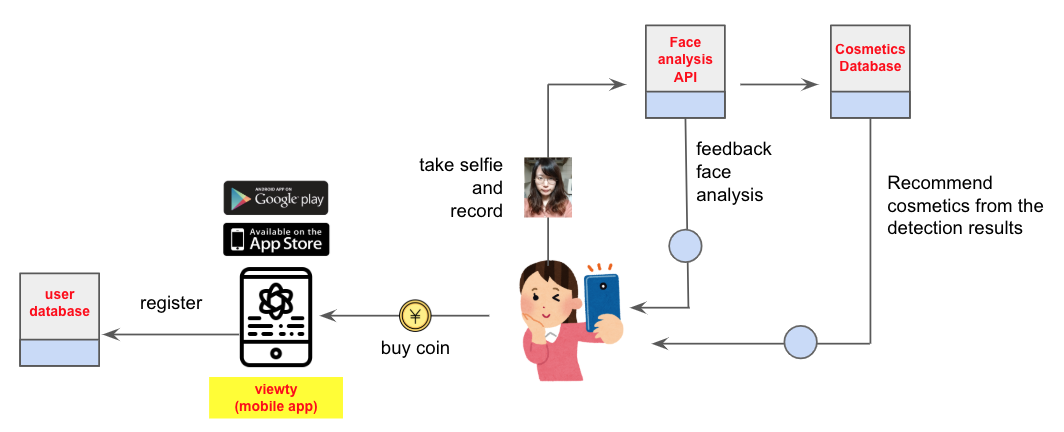 Face
analysis
API
Cosmetics
Database
take selfie
and
record
feedback
face
analysis
Recommend
cosmetics from the
detection results
ANDROID APP ON
Google play
Available on the
App Store
user
database
register
¥
buy coin
viewty
(mobile app)